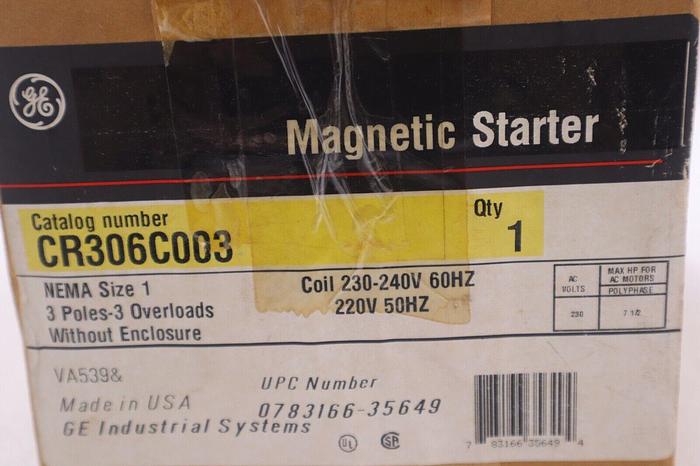 GE
Magnetic Starter
Catalog number
CR306C003
Qty
1
NEMA Size 1
3 Poles-3 Overloads
Without Enclosure
Coil 230-240V 60HZ
220V 50HZ
AC VOLTS
MAX HP FOR
AC MOTORS
POLYPHASE
230
7 1/2
VA539&
Made in USA
GE Industrial Systems
UPC Number
0783166-35649
UL
SA
7 83166 35649 4